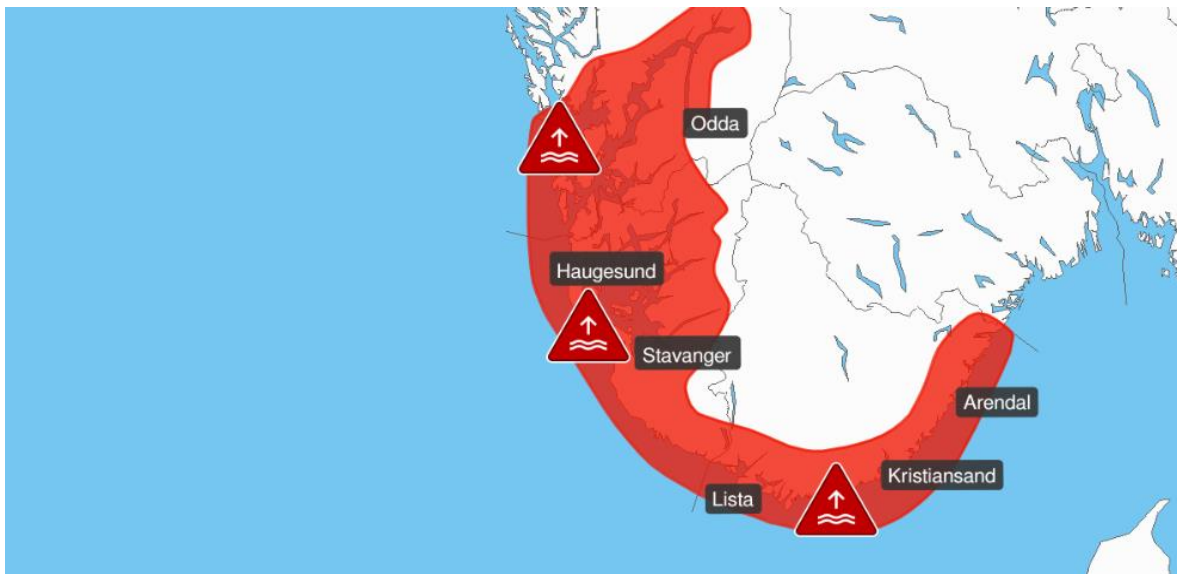 Odda
Haugesund
Stavanger
Arendal
Kristiansand
Lista